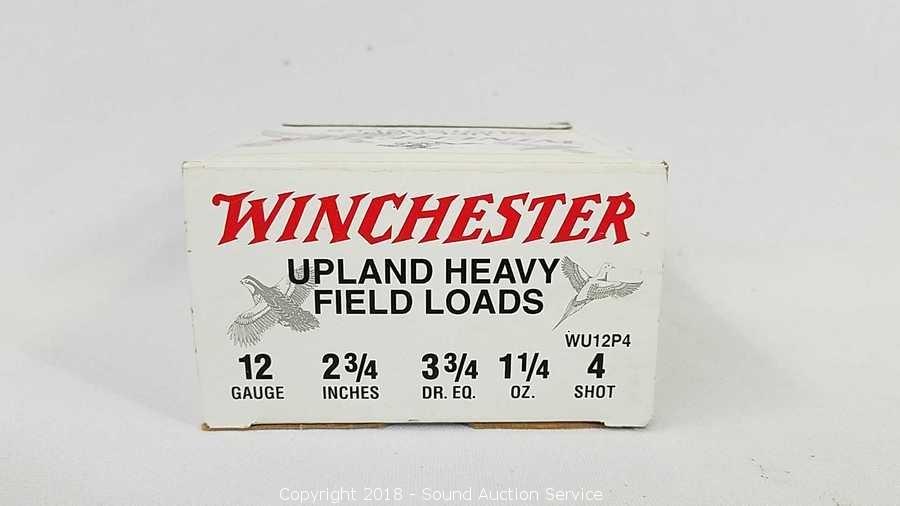 WINCHESTER
UPLAND HEAVY
FIELD LOADS
WU12P4
12 2 3/4 3 3/4 1 1/4 4
GAUGE INCHES DR. EQ. OZ. SHOT
Copyright 2018 - Sound Auction Service